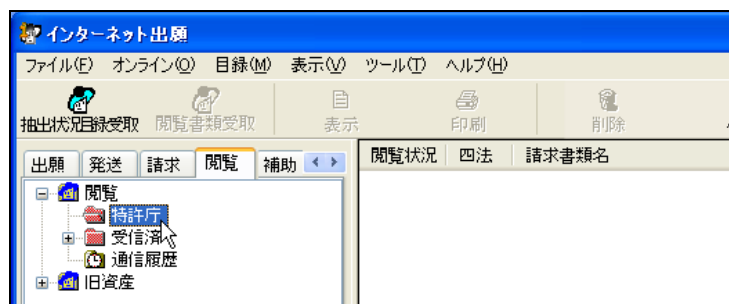 インターネット出願
ファイル(F) オンライン(O) 目録(M) 表示(V) ツール(T) ヘルプ(H)
抽出状況目録受取 閲覧書類受取 表示 印刷 削除
出願 発送 請求 閲覧 補助
閲覧状況 四法 請求書類名
閲覧
特許庁
受信済
通信履歴
旧資産